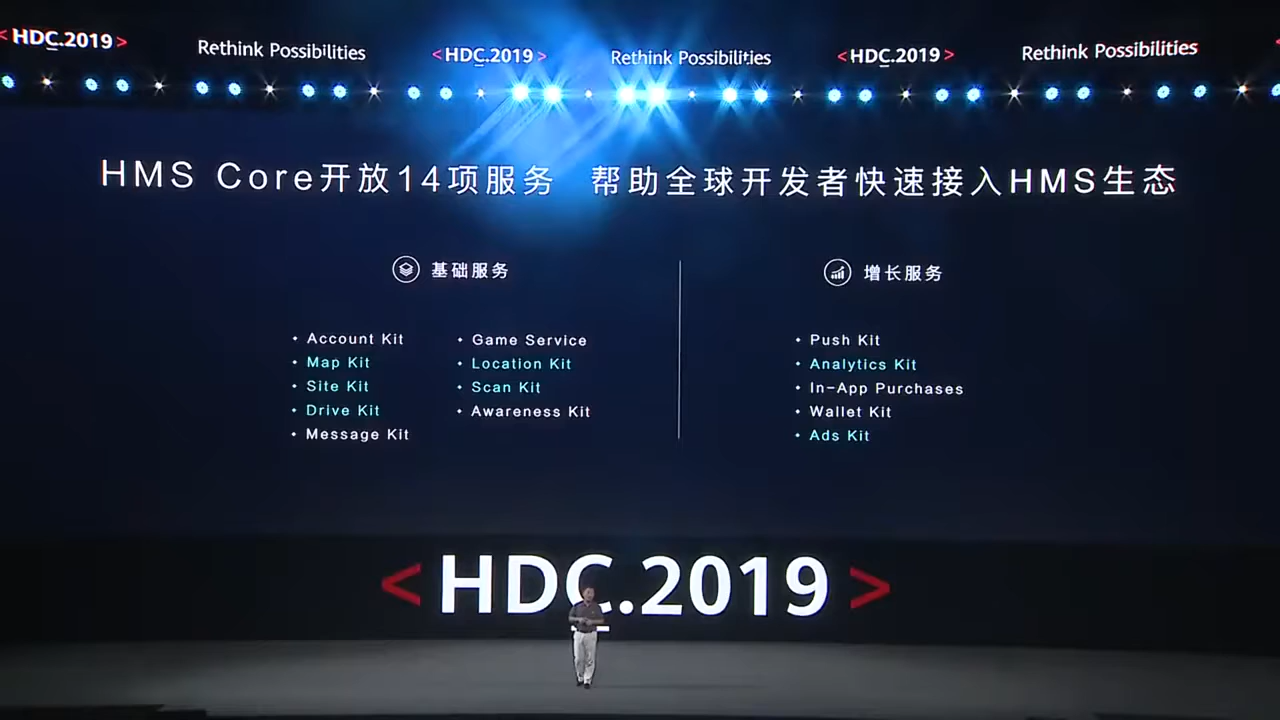 <HDC.2019> Rethink Possibilities <HDC.2019> Rethink Possibilities <HDC.2019> Rethink Possibilities <
HMS Core开放14项服务 帮助全球开发者快速接入HMS生态
基础服务
• Account Kit
• Map Kit
• Site Kit
• Drive Kit
• Message Kit
• Game Service
• Location Kit
• Scan Kit
• Awareness Kit
增长服务
• Push Kit
• Analytics Kit
• In-App Purchases
• Wallet Kit
• Ads Kit
<HDC.2019>